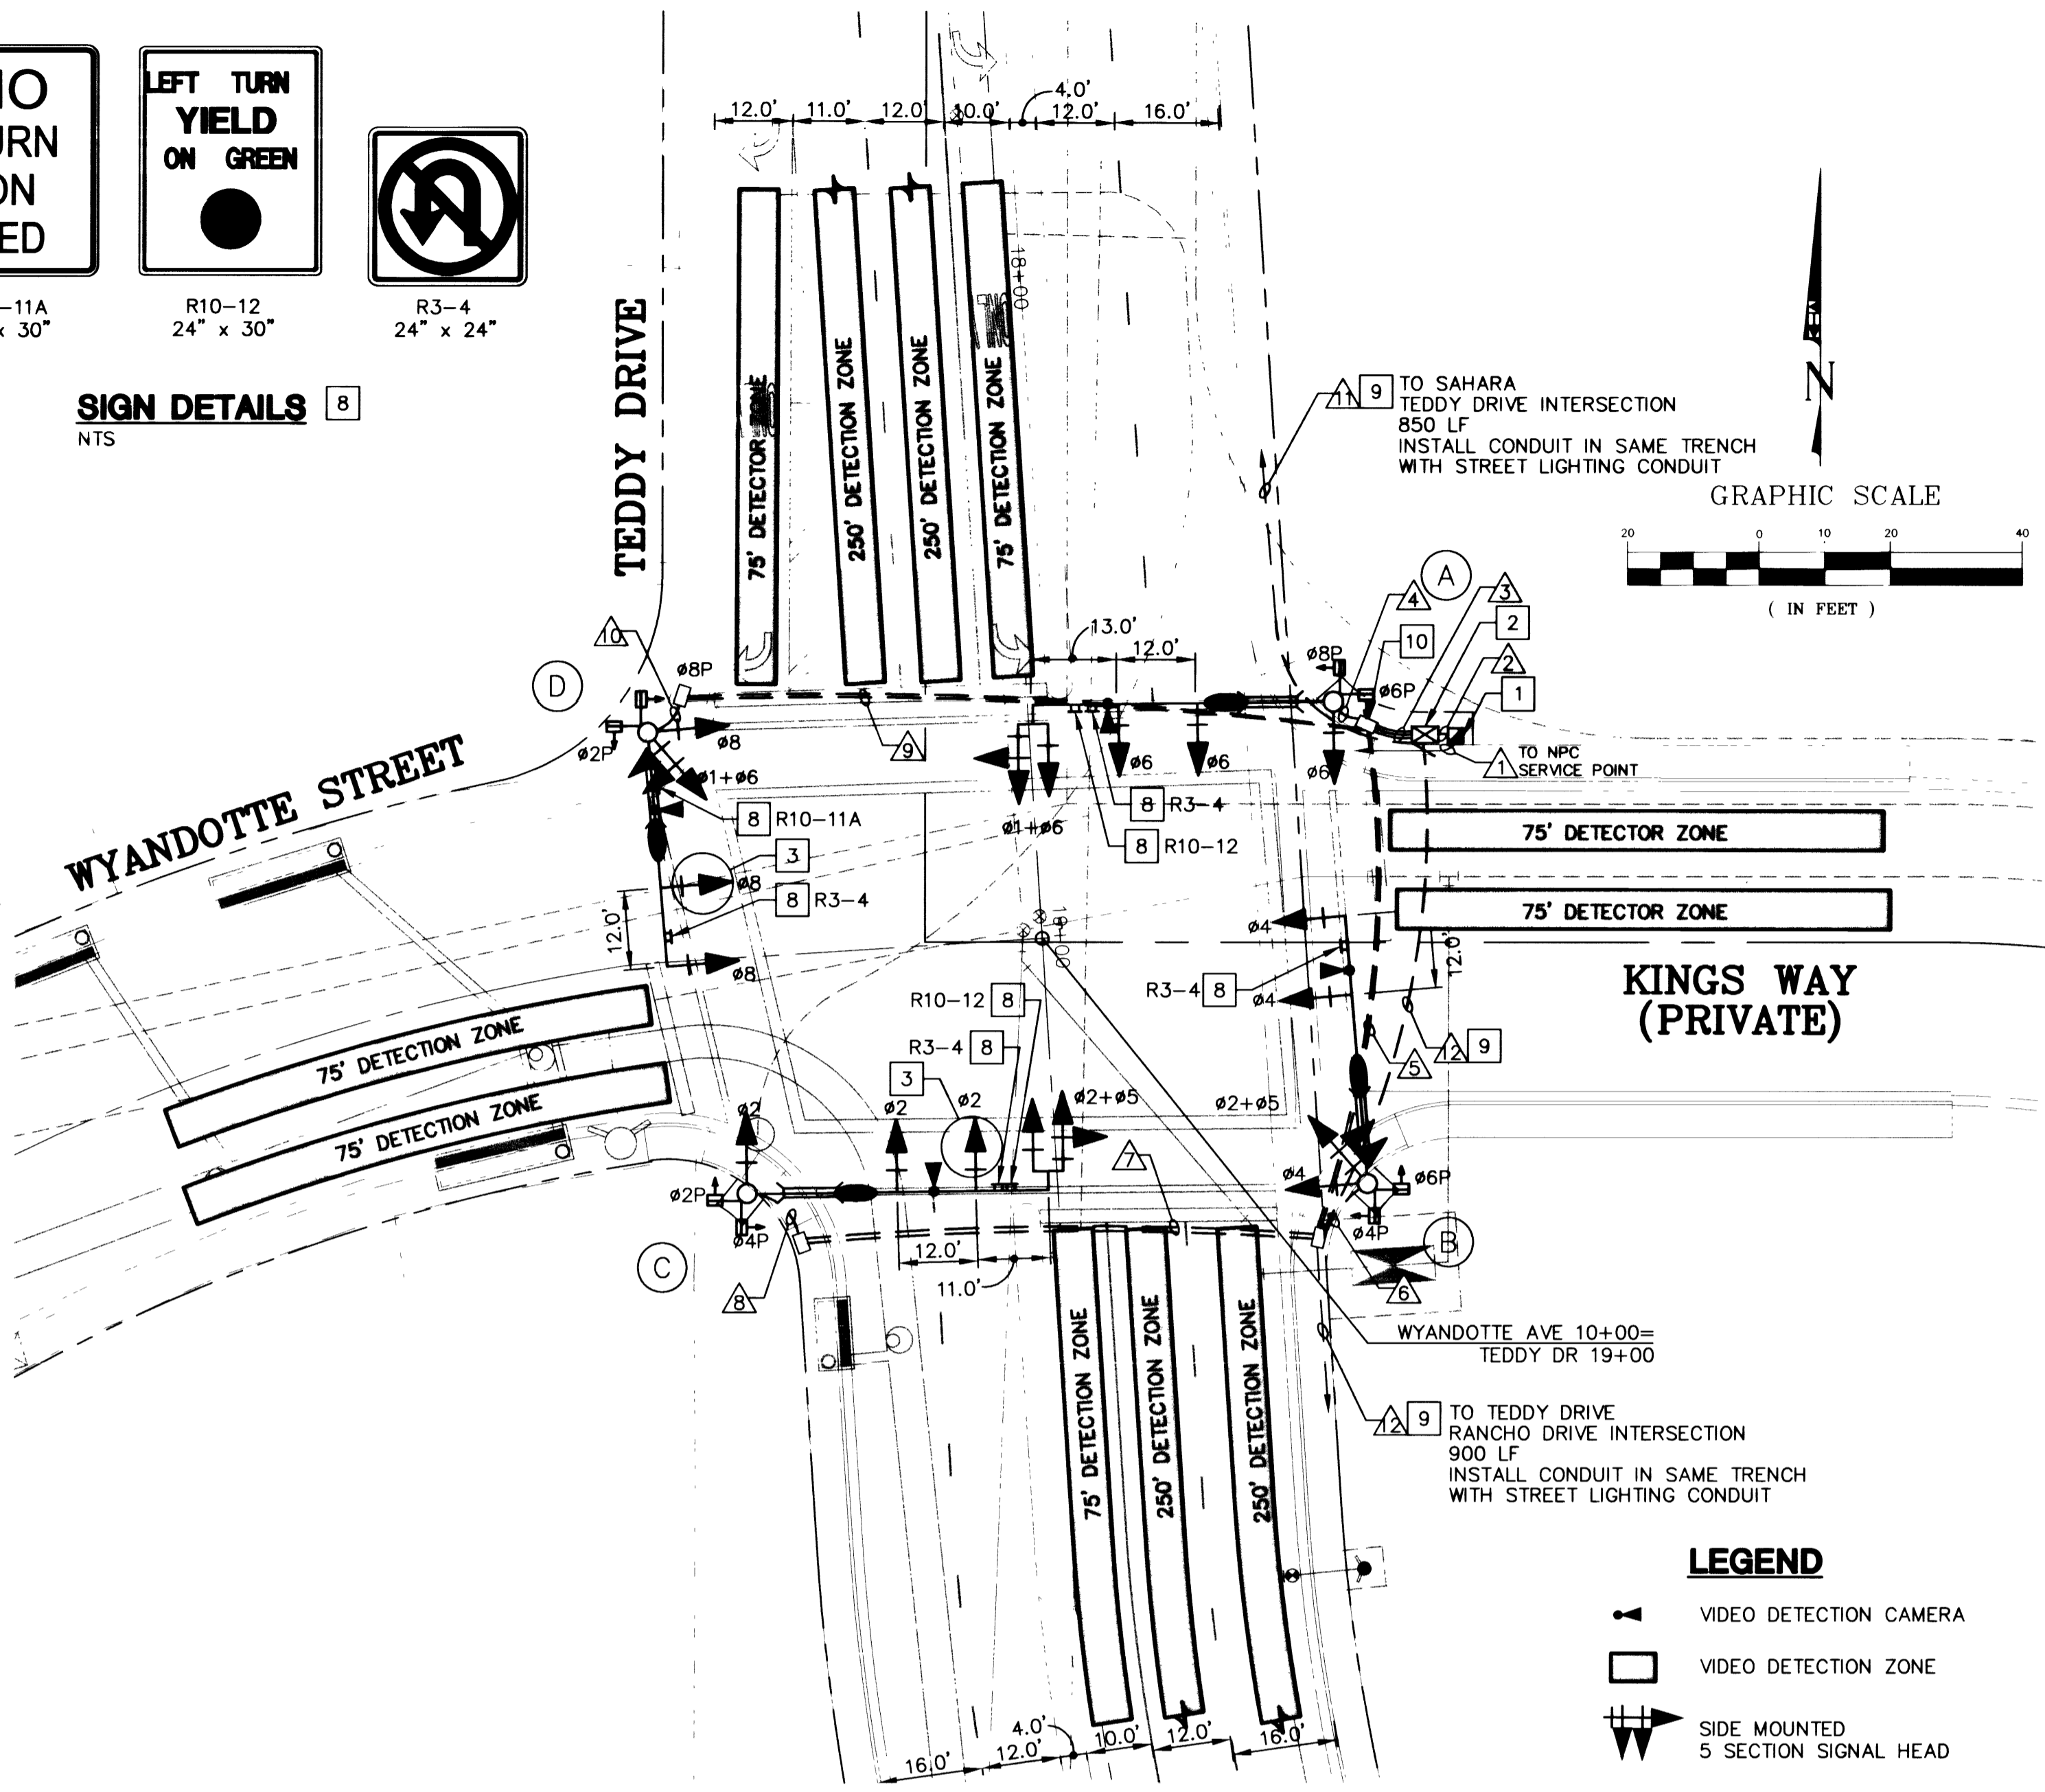 IO
URN
ON
ED
-11A
x 30"
LEFT TURN
YIELD
ON GREEN
R10-12
24" x 30"
R3-4
24" x 24"
SIGN DETAILS 8
NTS
12.0' 11.0' 12.0' 10.0' 4.0' 12.0' 16.0'
TEDDY DRIVE
75' DETECTOR ZONE
250' DETECTION ZONE
250' DETECTION ZONE
75' DETECTOR ZONE
18+00
11 9 TO SAHARA
TEDDY DRIVE INTERSECTION
850 LF
INSTALL CONDUIT IN SAME TRENCH
WITH STREET LIGHTING CONDUIT
N
GRAPHIC SCALE
20 0 10 20 40
( IN FEET )
A
4
3
2
10
2
1
1 TO NPC
SERVICE POINT
13.0'
12.0'
10
D
ø8P
ø8P
ø6P
ø2P
ø8
ø1+ø6
9
ø6
ø6
ø6
ø1+ø6
8 R3-4
8 R10-12
8 R10-11A
3
ø8
8 R3-4
12.0'
ø8
WYANDOTTE STREET
75' DETECTOR ZONE
75' DETECTOR ZONE
19+00
ø4
R3-4 8
ø4
12.0'
KINGS WAY
(PRIVATE)
12 9
5
R10-12 8
R3-4 8
3
75' DETECTION ZONE
75' DETECTION ZONE
ø2
ø2
ø2
ø2+ø5
ø2+ø5
7
ø4
ø6P
ø4P
B
6
ø2P
ø4P
C
8
12.0'
11.0'
75' DETECTION ZONE
250' DETECTION ZONE
250' DETECTION ZONE
WYANDOTTE AVE 10+00=
TEDDY DR 19+00
12 9 TO TEDDY DRIVE
RANCHO DRIVE INTERSECTION
900 LF
INSTALL CONDUIT IN SAME TRENCH
WITH STREET LIGHTING CONDUIT
16.0' 12.0' 4.0' 10.0' 12.0' 16.0'
LEGEND
VIDEO DETECTION CAMERA
VIDEO DETECTION ZONE
SIDE MOUNTED
5 SECTION SIGNAL HEAD